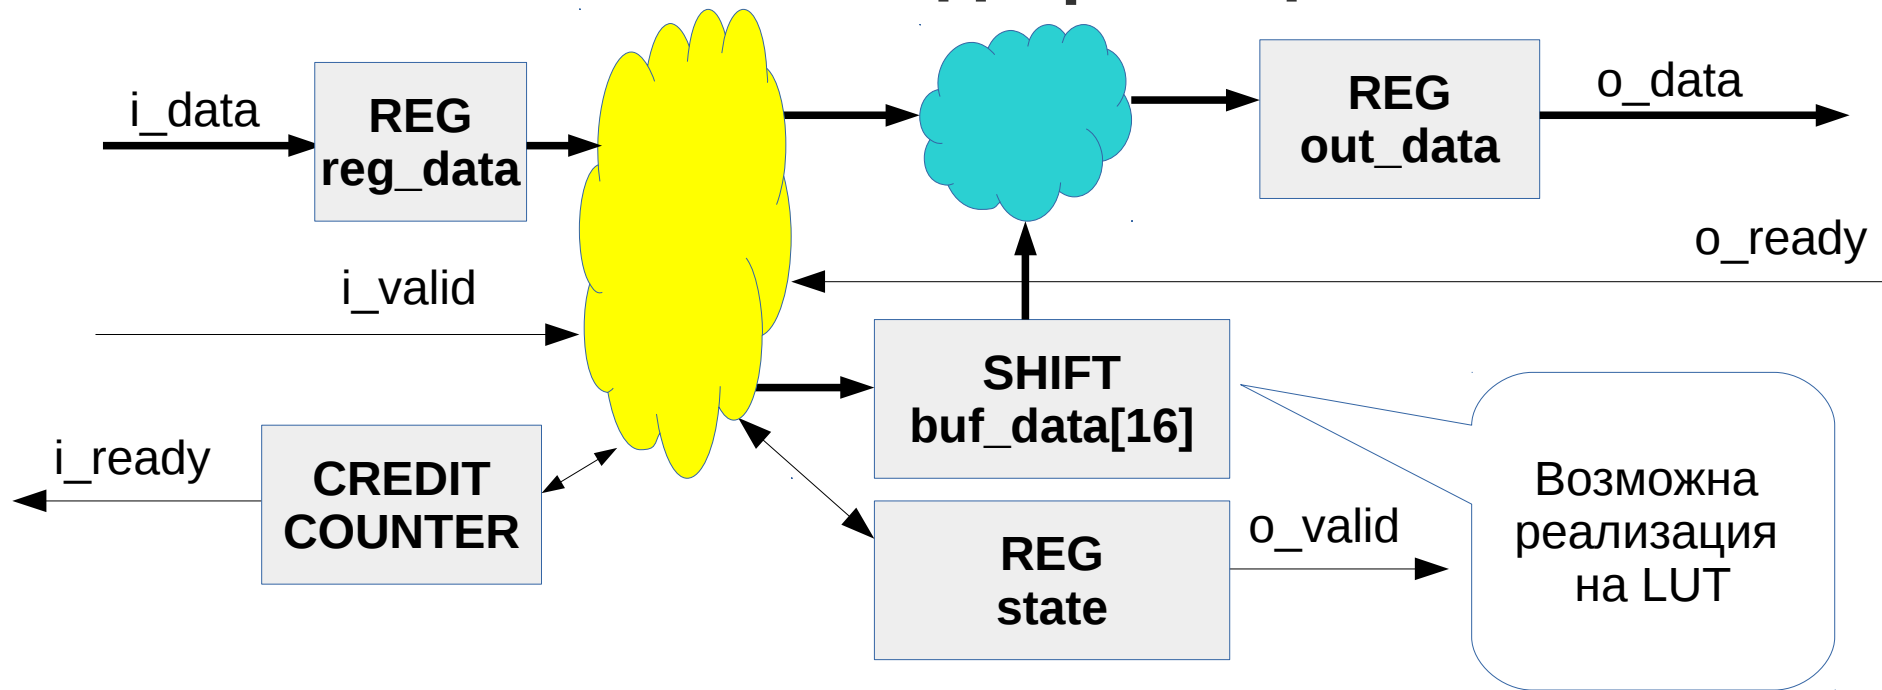 i_data
REG
reg_data
REG
out_data
o_data
o_ready
i_valid
SHIFT
buf_data[16]
i_ready
CREDIT
COUNTER
REG
state
o_valid
Возможна
реализация
на LUT